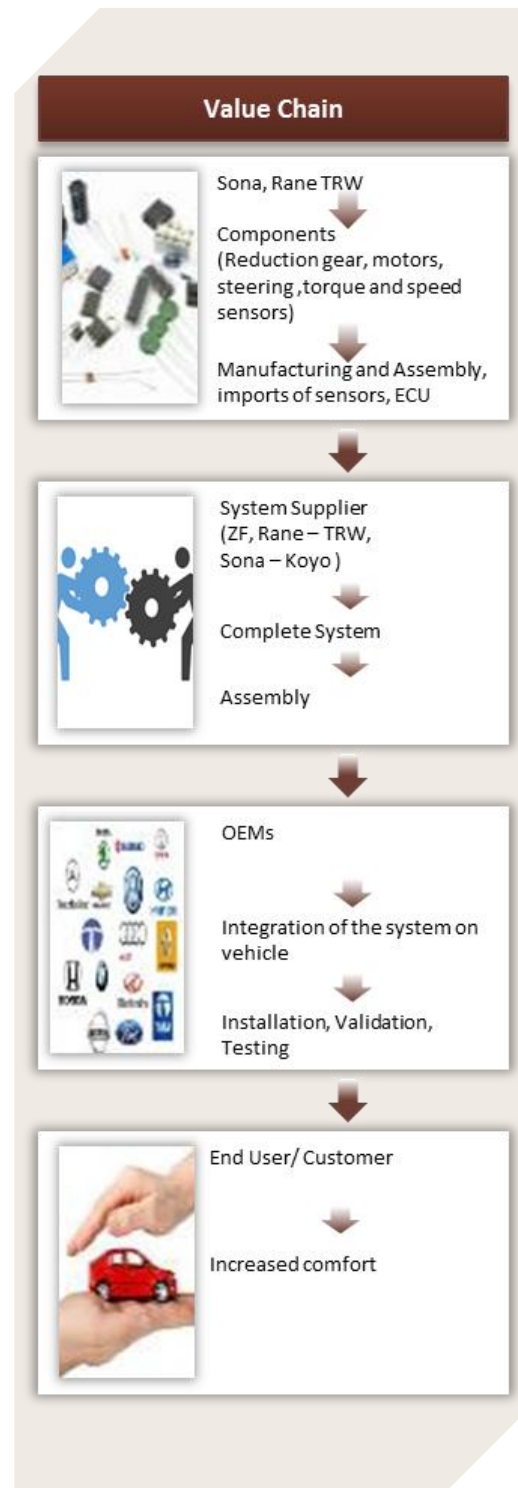 Value Chain
Sona, Rane TRW
Components
(Reduction gear, motors,
steering ,torque and speed
sensors)
Manufacturing and Assembly,
imports of sensors, ECU
System Supplier
(ZF, Rane – TRW,
Sona – Koyo )
Complete System
Assembly
OEMs
HONDA
Integration of the system on
vehicle
Installation, Validation,
Testing
End User/ Customer
Increased comfort